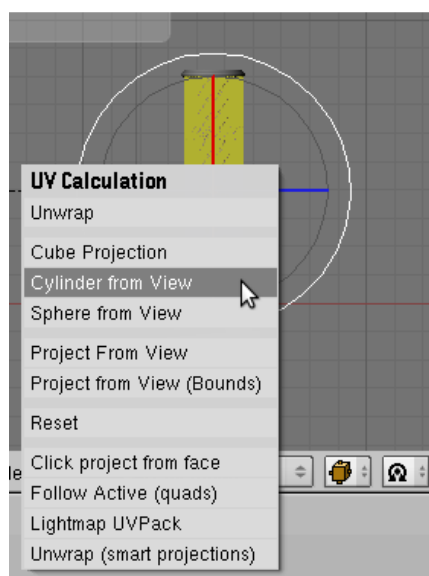 UV Calculation
Unwrap
Cube Projection
Cylinder from View
Sphere from View
Project From View
Project from View (Bounds)
Reset
Click project from face
Follow Active (quads)
Lightmap UVPack
Unwrap (smart projections)